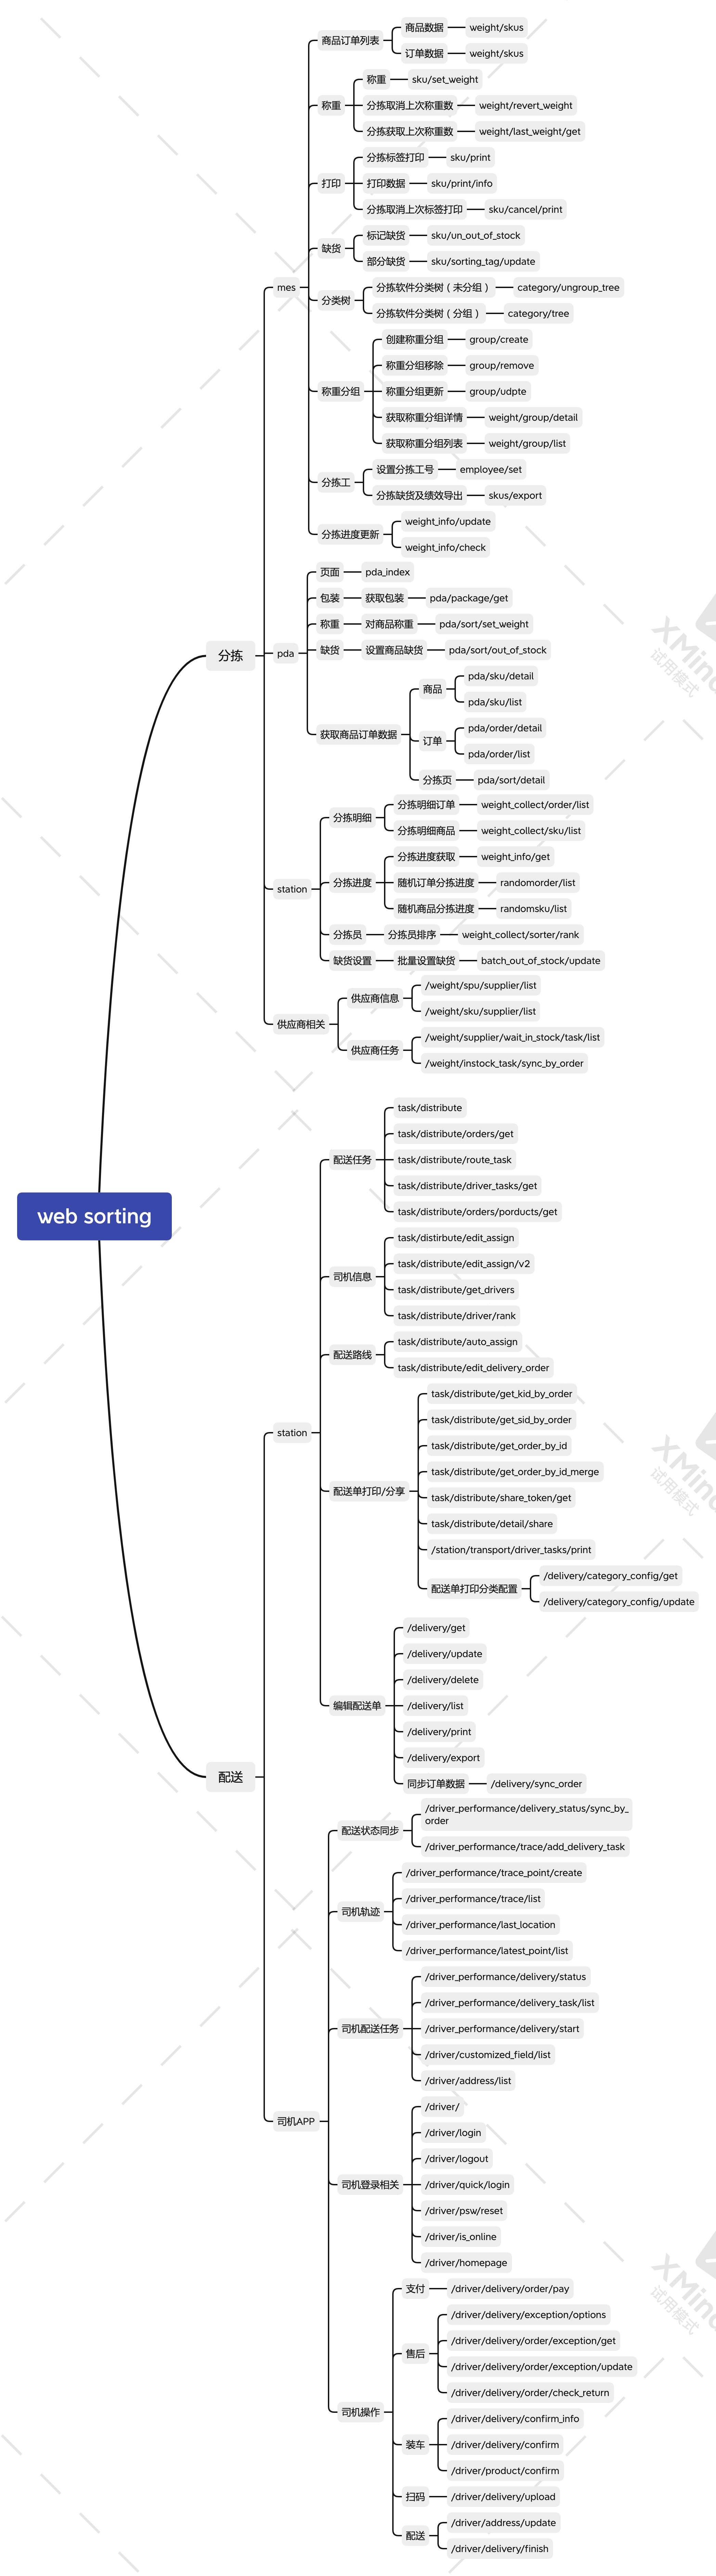 web sorting
分拣
mes
商品订单列表
商品数据
weight/skus
订单数据
weight/skus
称重
称重
sku/set_weight
分拣取消上次称重数
weight/revert_weight
分拣获取上次称重数
weight/last_weight/get
打印
分拣标签打印
sku/print
打印数据
sku/print/info
分拣取消上次标签打印
sku/cancel/print
缺货
标记缺货
sku/un_out_of_stock
部分缺货
sku/sorting_tag/update
分类树
分拣软件分类树（未分组）
category/ungroup_tree
分拣软件分类树（分组）
category/tree
称重分组
创建称重分组
group/create
称重分组移除
group/remove
称重分组更新
group/udpte
获取称重分组详情
weight/group/detail
获取称重分组列表
weight/group/list
分拣工
设置分拣工号
employee/set
分拣缺货及绩效导出
skus/export
分拣进度更新
weight_info/update
weight_info/check
pda
页面
pda_index
包装
获取包装
pda/package/get
称重
对商品称重
pda/sort/set_weight
缺货
设置商品缺货
pda/sort/out_of_stock
获取商品订单数据
商品
pda/sku/detail
pda/sku/list
订单
pda/order/detail
pda/order/list
分拣页
pda/sort/detail
station
分拣明细
分拣明细订单
weight_collect/order/list
分拣明细商品
weight_collect/sku/list
分拣进度
分拣进度获取
weight_info/get
随机订单分拣进度
randomorder/list
随机商品分拣进度
randomsku/list
分拣员
分拣员排序
weight_collect/sorter/rank
缺货设置
批量设置缺货
batch_out_of_stock/update
供应商相关
供应商信息
/weight/spu/supplier/list
/weight/sku/supplier/list
供应商任务
/weight/supplier/wait_in_stock/task/list
/weight/instock_task/sync_by_order
配送
station
配送任务
task/distribute
task/distribute/orders/get
task/distribute/route_task
task/distribute/driver_tasks/get
task/distribute/orders/porducts/get
司机信息
task/distirbute/edit_assign
task/distribute/edit_assign/v2
task/distribute/get_drivers
task/distribute/driver/rank
配送路线
task/distribute/auto_assign
task/distribute/edit_delivery_order
配送单打印/分享
task/distribute/get_kid_by_order
task/distribute/get_sid_by_order
task/distribute/get_order_by_id
task/distribute/get_order_by_id_merge
task/distribute/share_token/get
task/distribute/detail/share
/station/transport/driver_tasks/print
配送单打印分类配置
/delivery/category_config/get
/delivery/category_config/update
编辑配送单
/delivery/get
/delivery/update
/delivery/delete
/delivery/list
/delivery/print
/delivery/export
同步订单数据
/delivery/sync_order
司机APP
配送状态同步
/driver_performance/delivery_status/sync_by_
order
/driver_performance/trace/add_delivery_task
司机轨迹
/driver_performance/trace_point/create
/driver_performance/trace/list
/driver_performance/last_location
/driver_performance/latest_point/list
司机配送任务
/driver_performance/delivery/status
/driver_performance/delivery_task/list
/driver_performance/delivery/start
/driver/customized_field/list
/driver/address/list
司机登录相关
/driver/
/driver/login
/driver/logout
/driver/quick/login
/driver/psw/reset
/driver/is_online
/driver/homepage
司机操作
支付
/driver/delivery/order/pay
售后
/driver/delivery/exception/options
/driver/delivery/order/exception/get
/driver/delivery/order/exception/update
/driver/delivery/order/check_return
装车
/driver/delivery/confirm_info
/driver/delivery/confirm
/driver/product/confirm
扫码
/driver/delivery/upload
配送
/driver/address/update
/driver/delivery/finish
试用模式
试用模式
试用模式